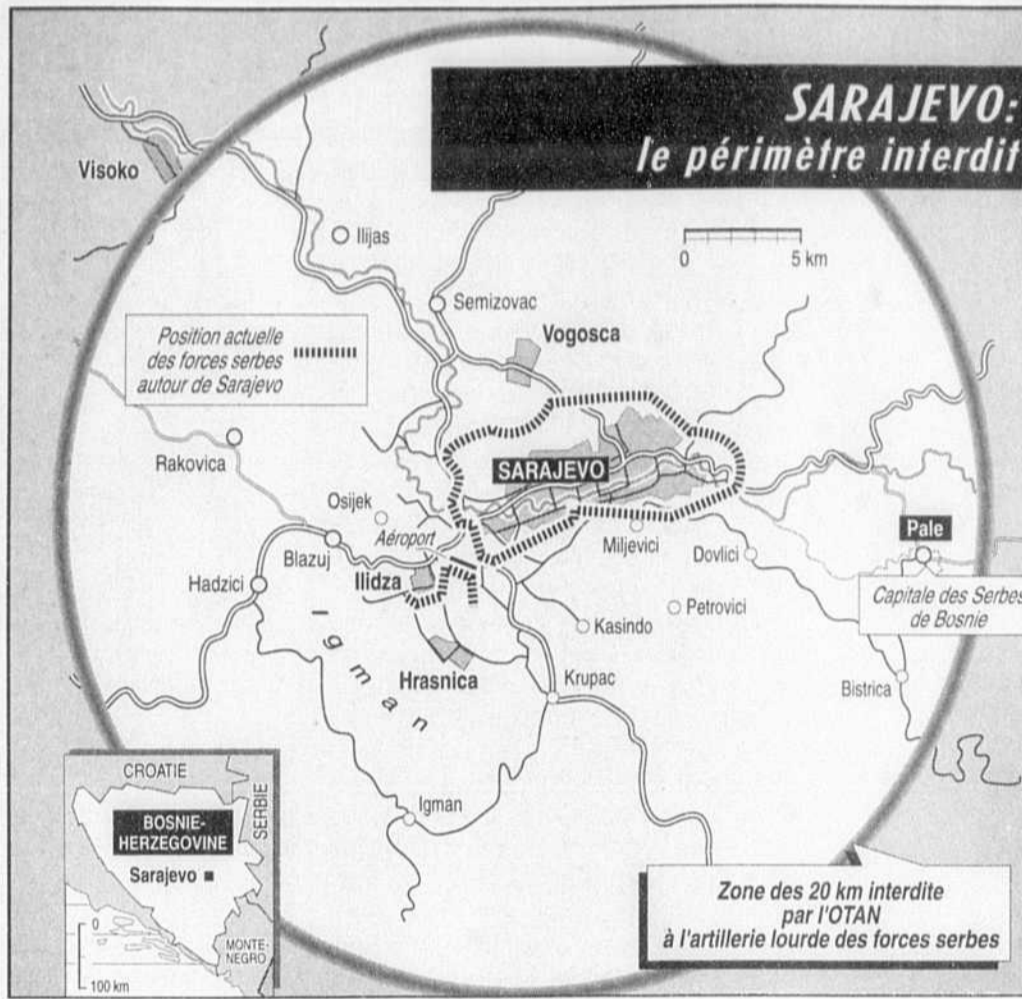 SARAJEVO:
le périmètre interdit
Visoko
Ilijas
0 5 km
Semizovac
Vogosca
Position actuelle
des forces serbes
autour de Sarajevo
Rakovica
SARAJEVO
Osijek
Aéroport
Miljevici
Dovlici
Pale
Blazuj
Hadzici
Ilidza
Capitale des Serbes
de Bosnie
Petrovici
Kasindo
Igman
Hrasnica
Krupac
Bistrica
Igman
CROATIE
SERBIE
BOSNIE-
HERZEGOVINE
Sarajevo
0
MONTE-
NEGRO
100 km
Zone des 20 km interdite
par l'OTAN
à l'artillerie lourde des forces serbes